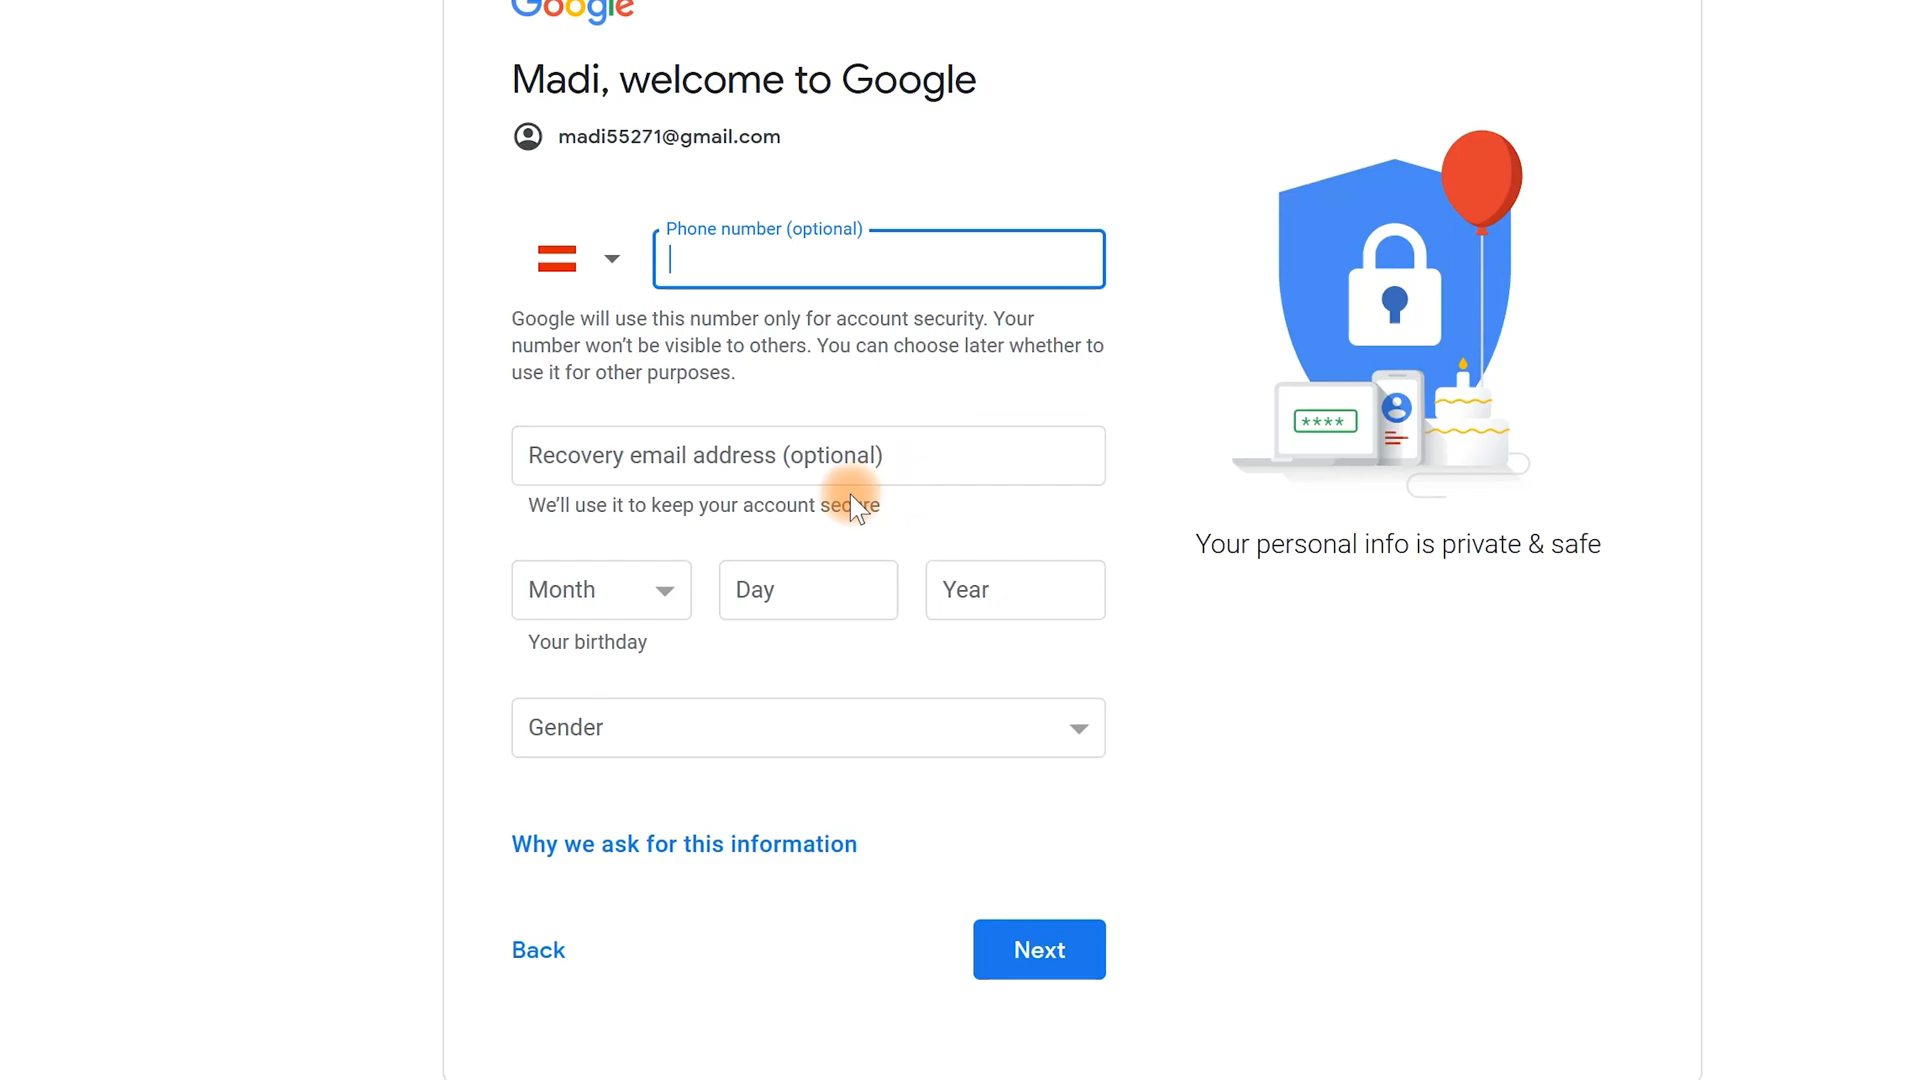 Google
Madi, welcome to Google
madi55271@gmail.com
Phone number (optional)
Google will use this number only for account security. Your
number won’t be visible to others. You can choose later whether to
use it for other purposes.
Recovery email address (optional)
We’ll use it to keep your account secure
Month Day Year
Your birthday
Gender
Why we ask for this information
Back Next
****
Your personal info is private & safe